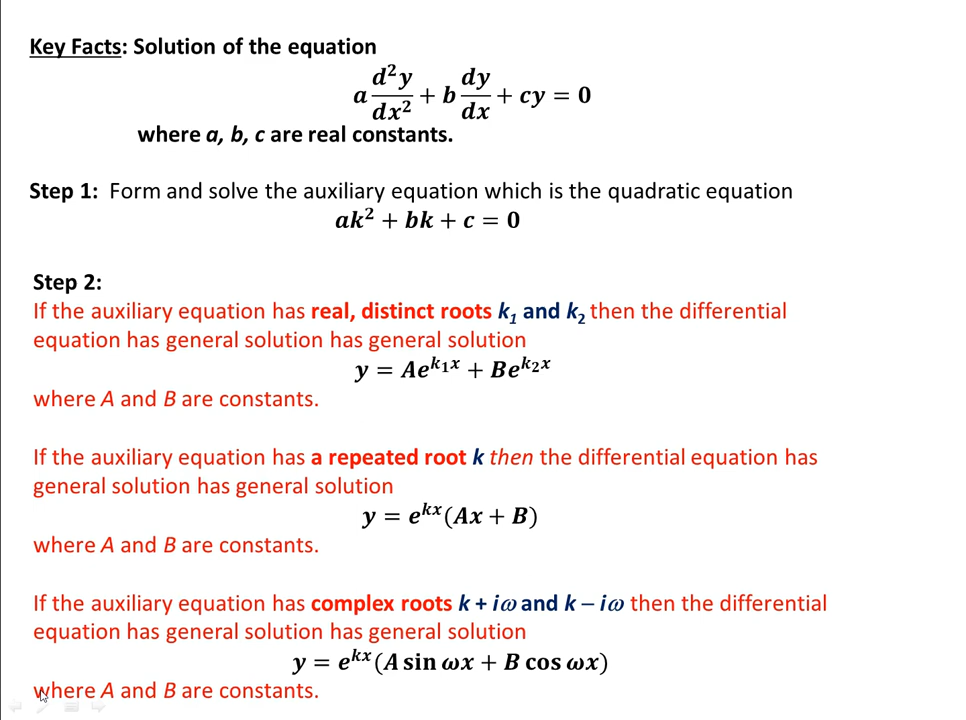 Key Facts: Solution of the equation
a d²y/dx² + b dy/dx + cy = 0
where a, b, c are real constants.
Step 1: Form and solve the auxiliary equation which is the quadratic equation
ak² + bk + c = 0
Step 2:
If the auxiliary equation has real, distinct roots k₁ and k₂ then the differential
equation has general solution has general solution
y = Ae^(k₁x) + Be^(k₂x)
where A and B are constants.
If the auxiliary equation has a repeated root k then the differential equation has
general solution has general solution
y = e^(kx)(Ax + B)
where A and B are constants.
If the auxiliary equation has complex roots k + iω and k – iω then the differential
equation has general solution has general solution
y = e^(kx)(A sin ωx + B cos ωx)
where A and B are constants.